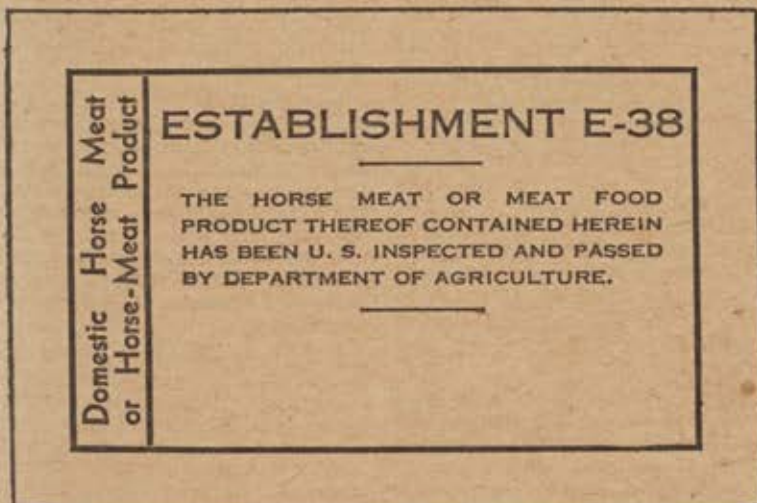 Domestic Horse Meat
or Horse-Meat Product
ESTABLISHMENT E-38
THE HORSE MEAT OR MEAT FOOD
PRODUCT THEREOF CONTAINED HEREIN
HAS BEEN U. S. INSPECTED AND PASSED
BY DEPARTMENT OF AGRICULTURE.